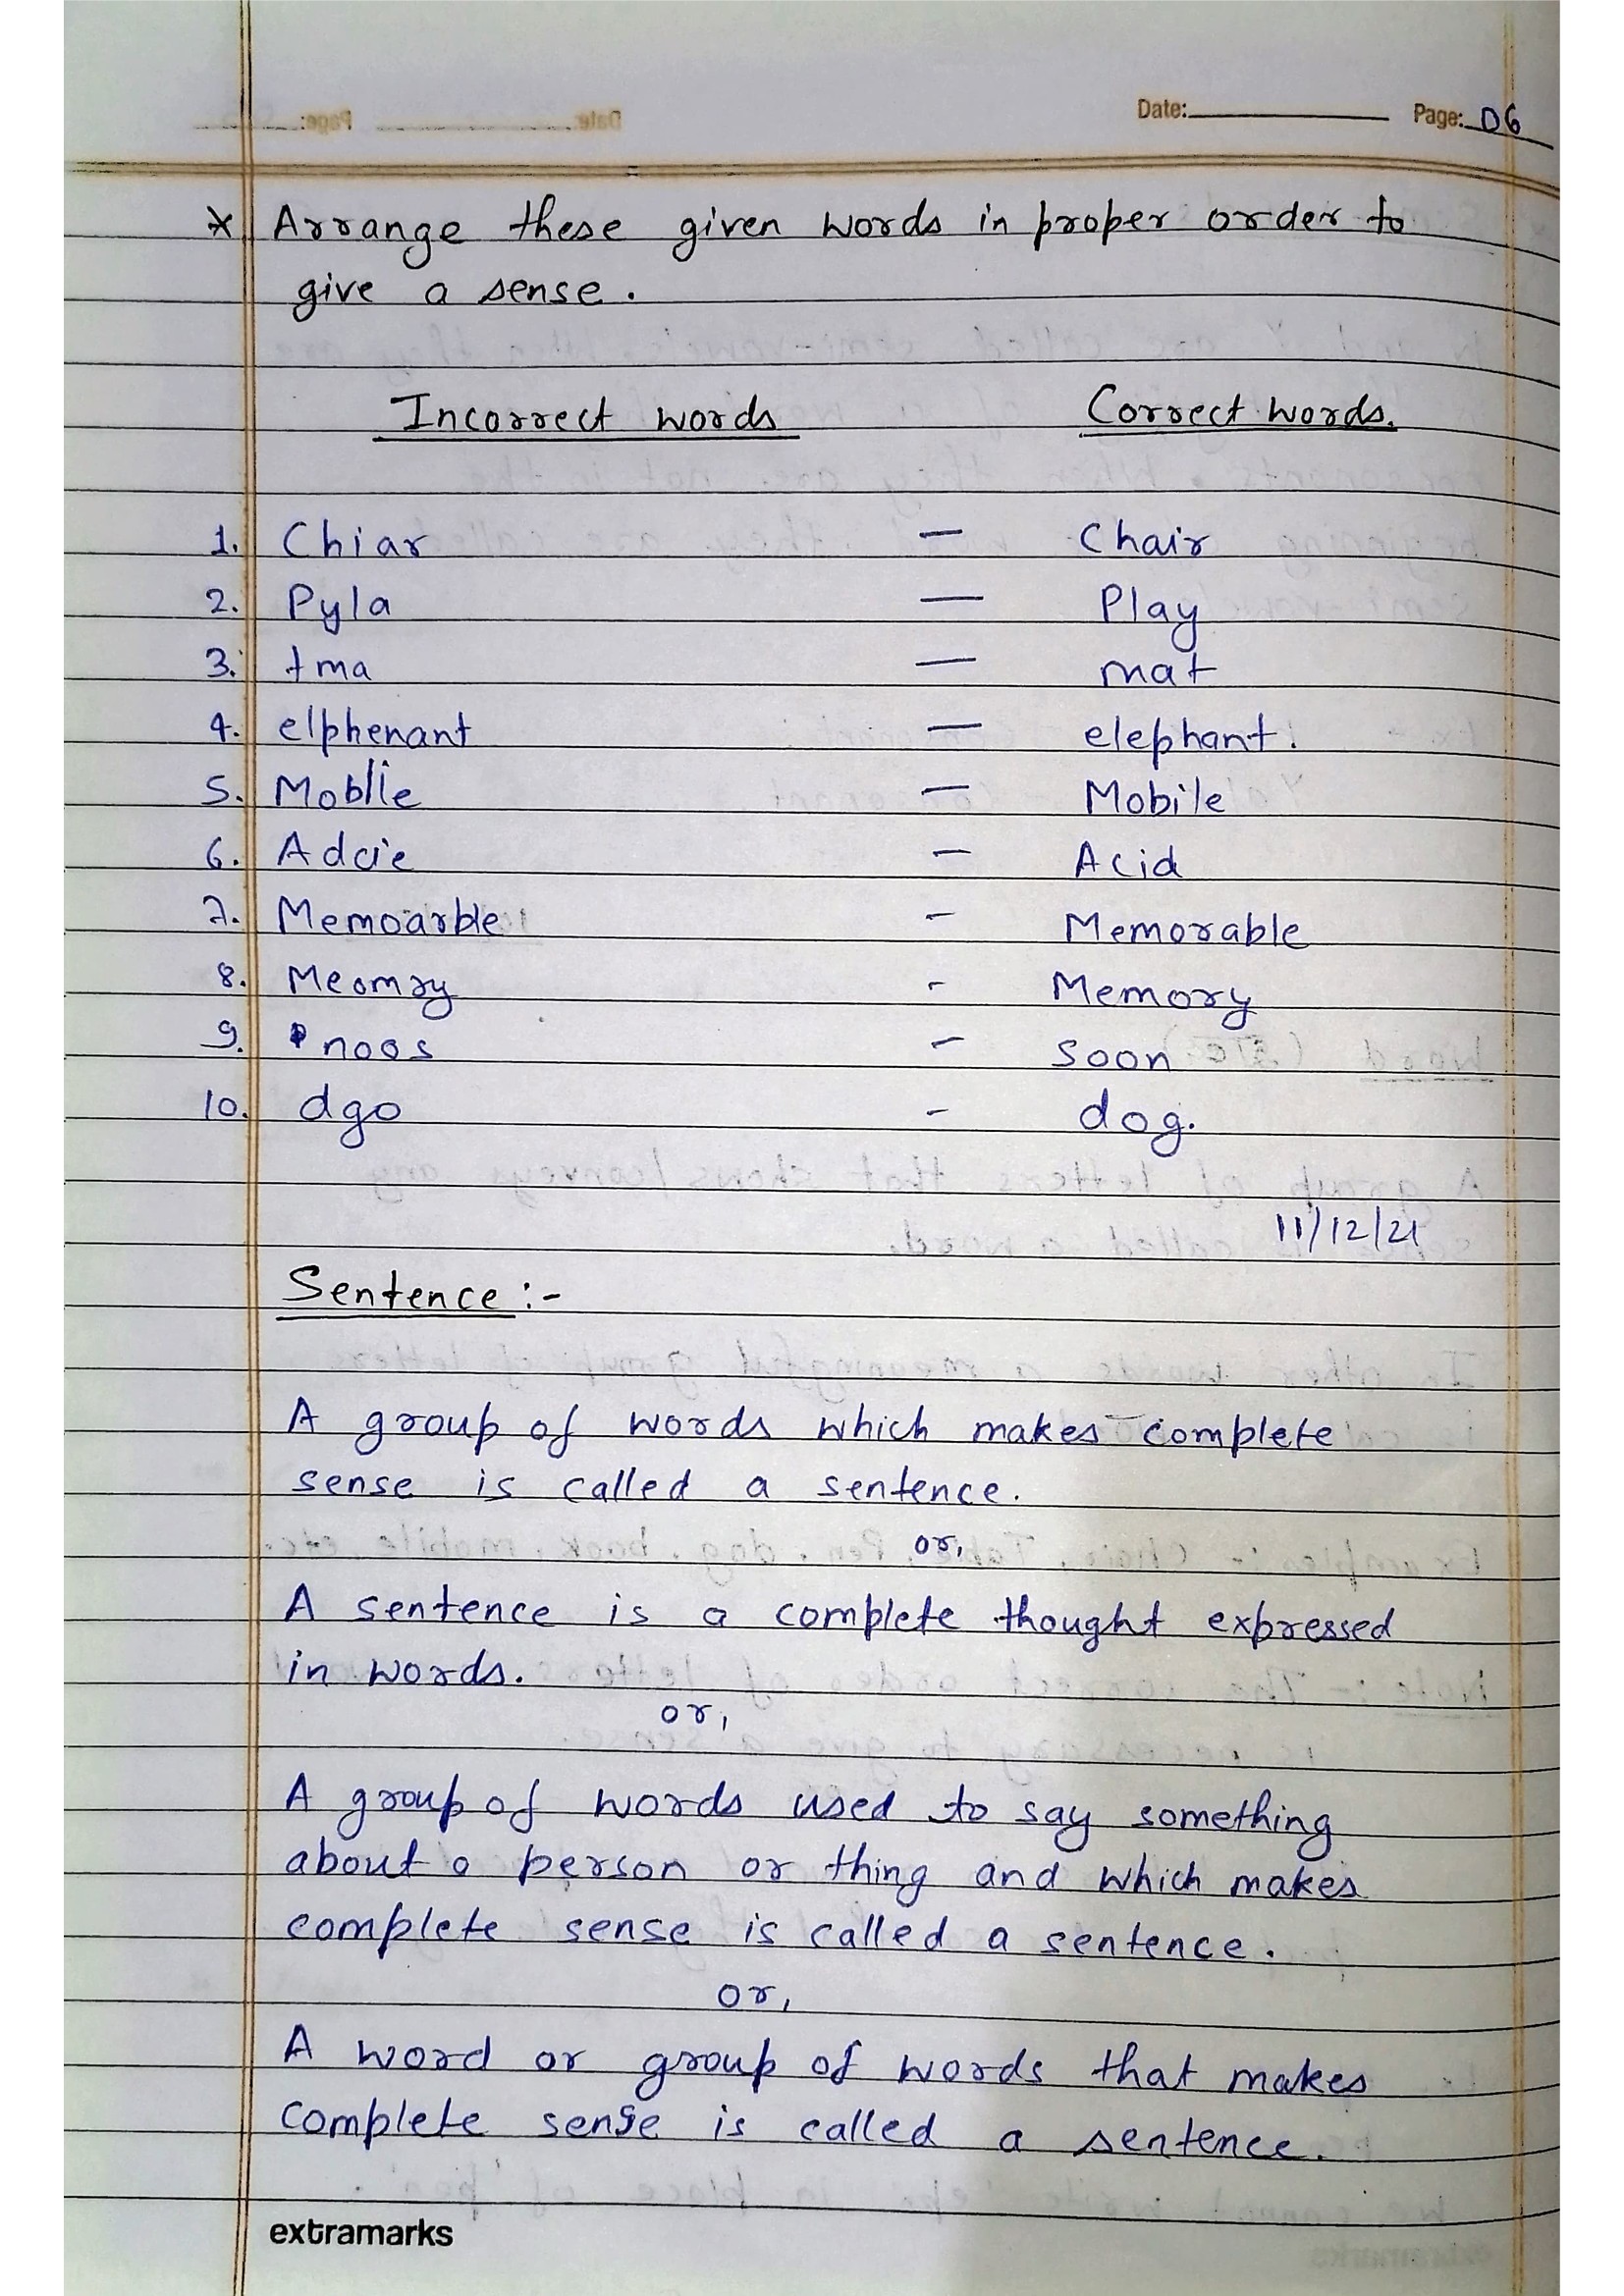 Date: Page: 06
* Arrange these given words in proper order to
give a sense.
Incorrect words Correct words.
1. Chiar — Chair
2. Pyla — Play
3. tma — mat
4. elphenant — elephant.
5. Moblie — Mobile
6. Adcie — Acid
7. Memoarble - Memorable
8. Meomry - Memory
9. noos - soon
10. dgo - dog.
11/12/21
Sentence :-
A group of words which makes complete
sense is called a sentence.
or,
A sentence is a complete thought expressed
in words.
or,
A group of words used to say something
about a person or thing and which makes
complete sense is called a sentence.
or,
A word or group of words that makes
complete sense is called a sentence.
extramarks